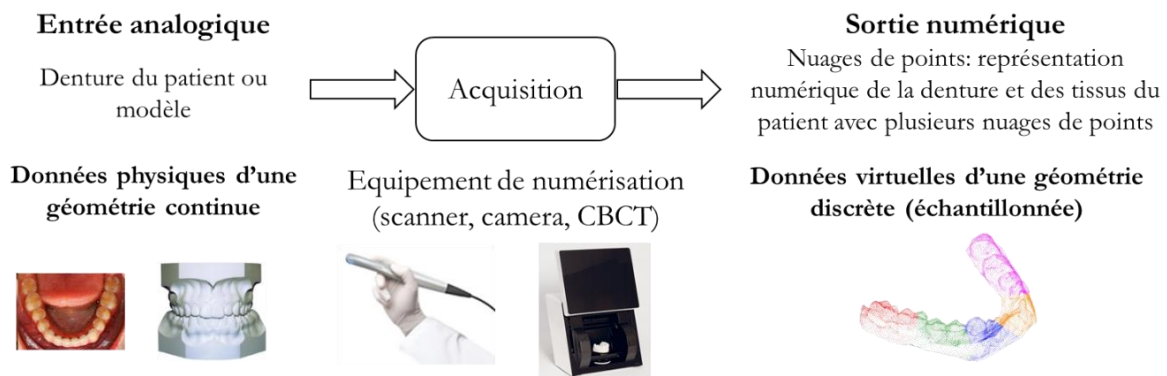 Entrée analogique
Denture du patient ou
modèle
Acquisition
Sortie numérique
Nuages de points: représentation
numérique de la denture et des tissus du
patient avec plusieurs nuages de points
Données physiques d'une
géométrie continue
Equipement de numérisation
(scanner, camera, CBCT)
Données virtuelles d'une géométrie
discrète (échantillonnée)